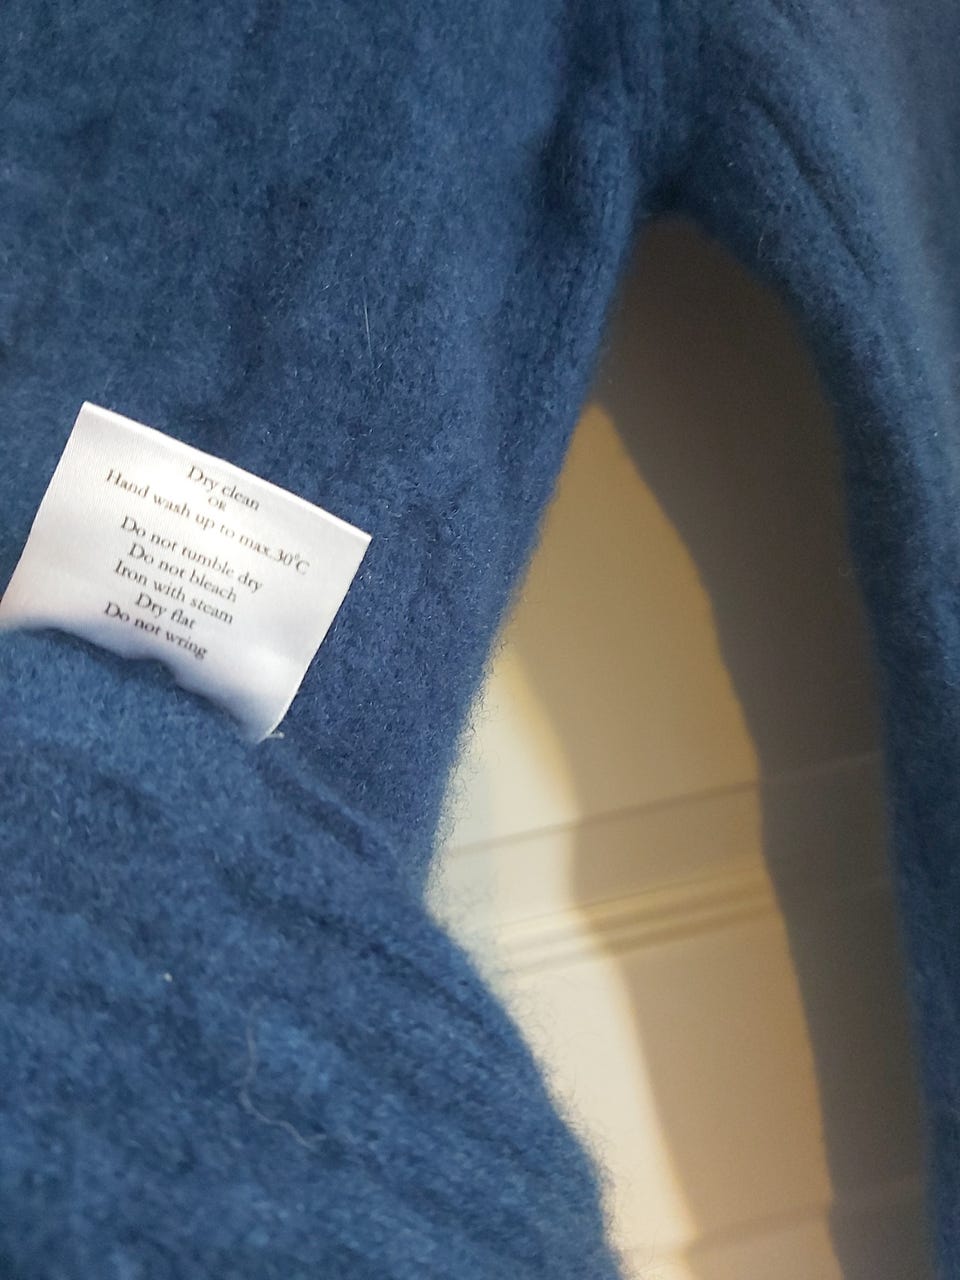 Dry clean
OR
Hand wash up to max.30°C
Do not tumble dry
Do not bleach
Iron with steam
Dry flat
Do not wring